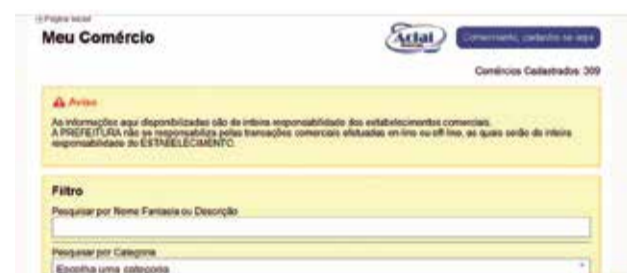 Página Inicial
Meu Comércio
Aciai
Comerciante, cadastre-se aqui
Comércios Cadastrados: 309
Aviso
As informações aqui disponibilizadas são de inteira responsabilidade dos estabelecimentos comerciais.
A PREFEITURA não se responsabiliza pelas transações comerciais efetuadas on-line ou off line, as quais serão de inteira
responsabilidade do ESTABELECIMENTO.
Filtro
Pesquisar por Nome Fantasia ou Descrição
Pesquisar por Categoria
Escolha uma categoria